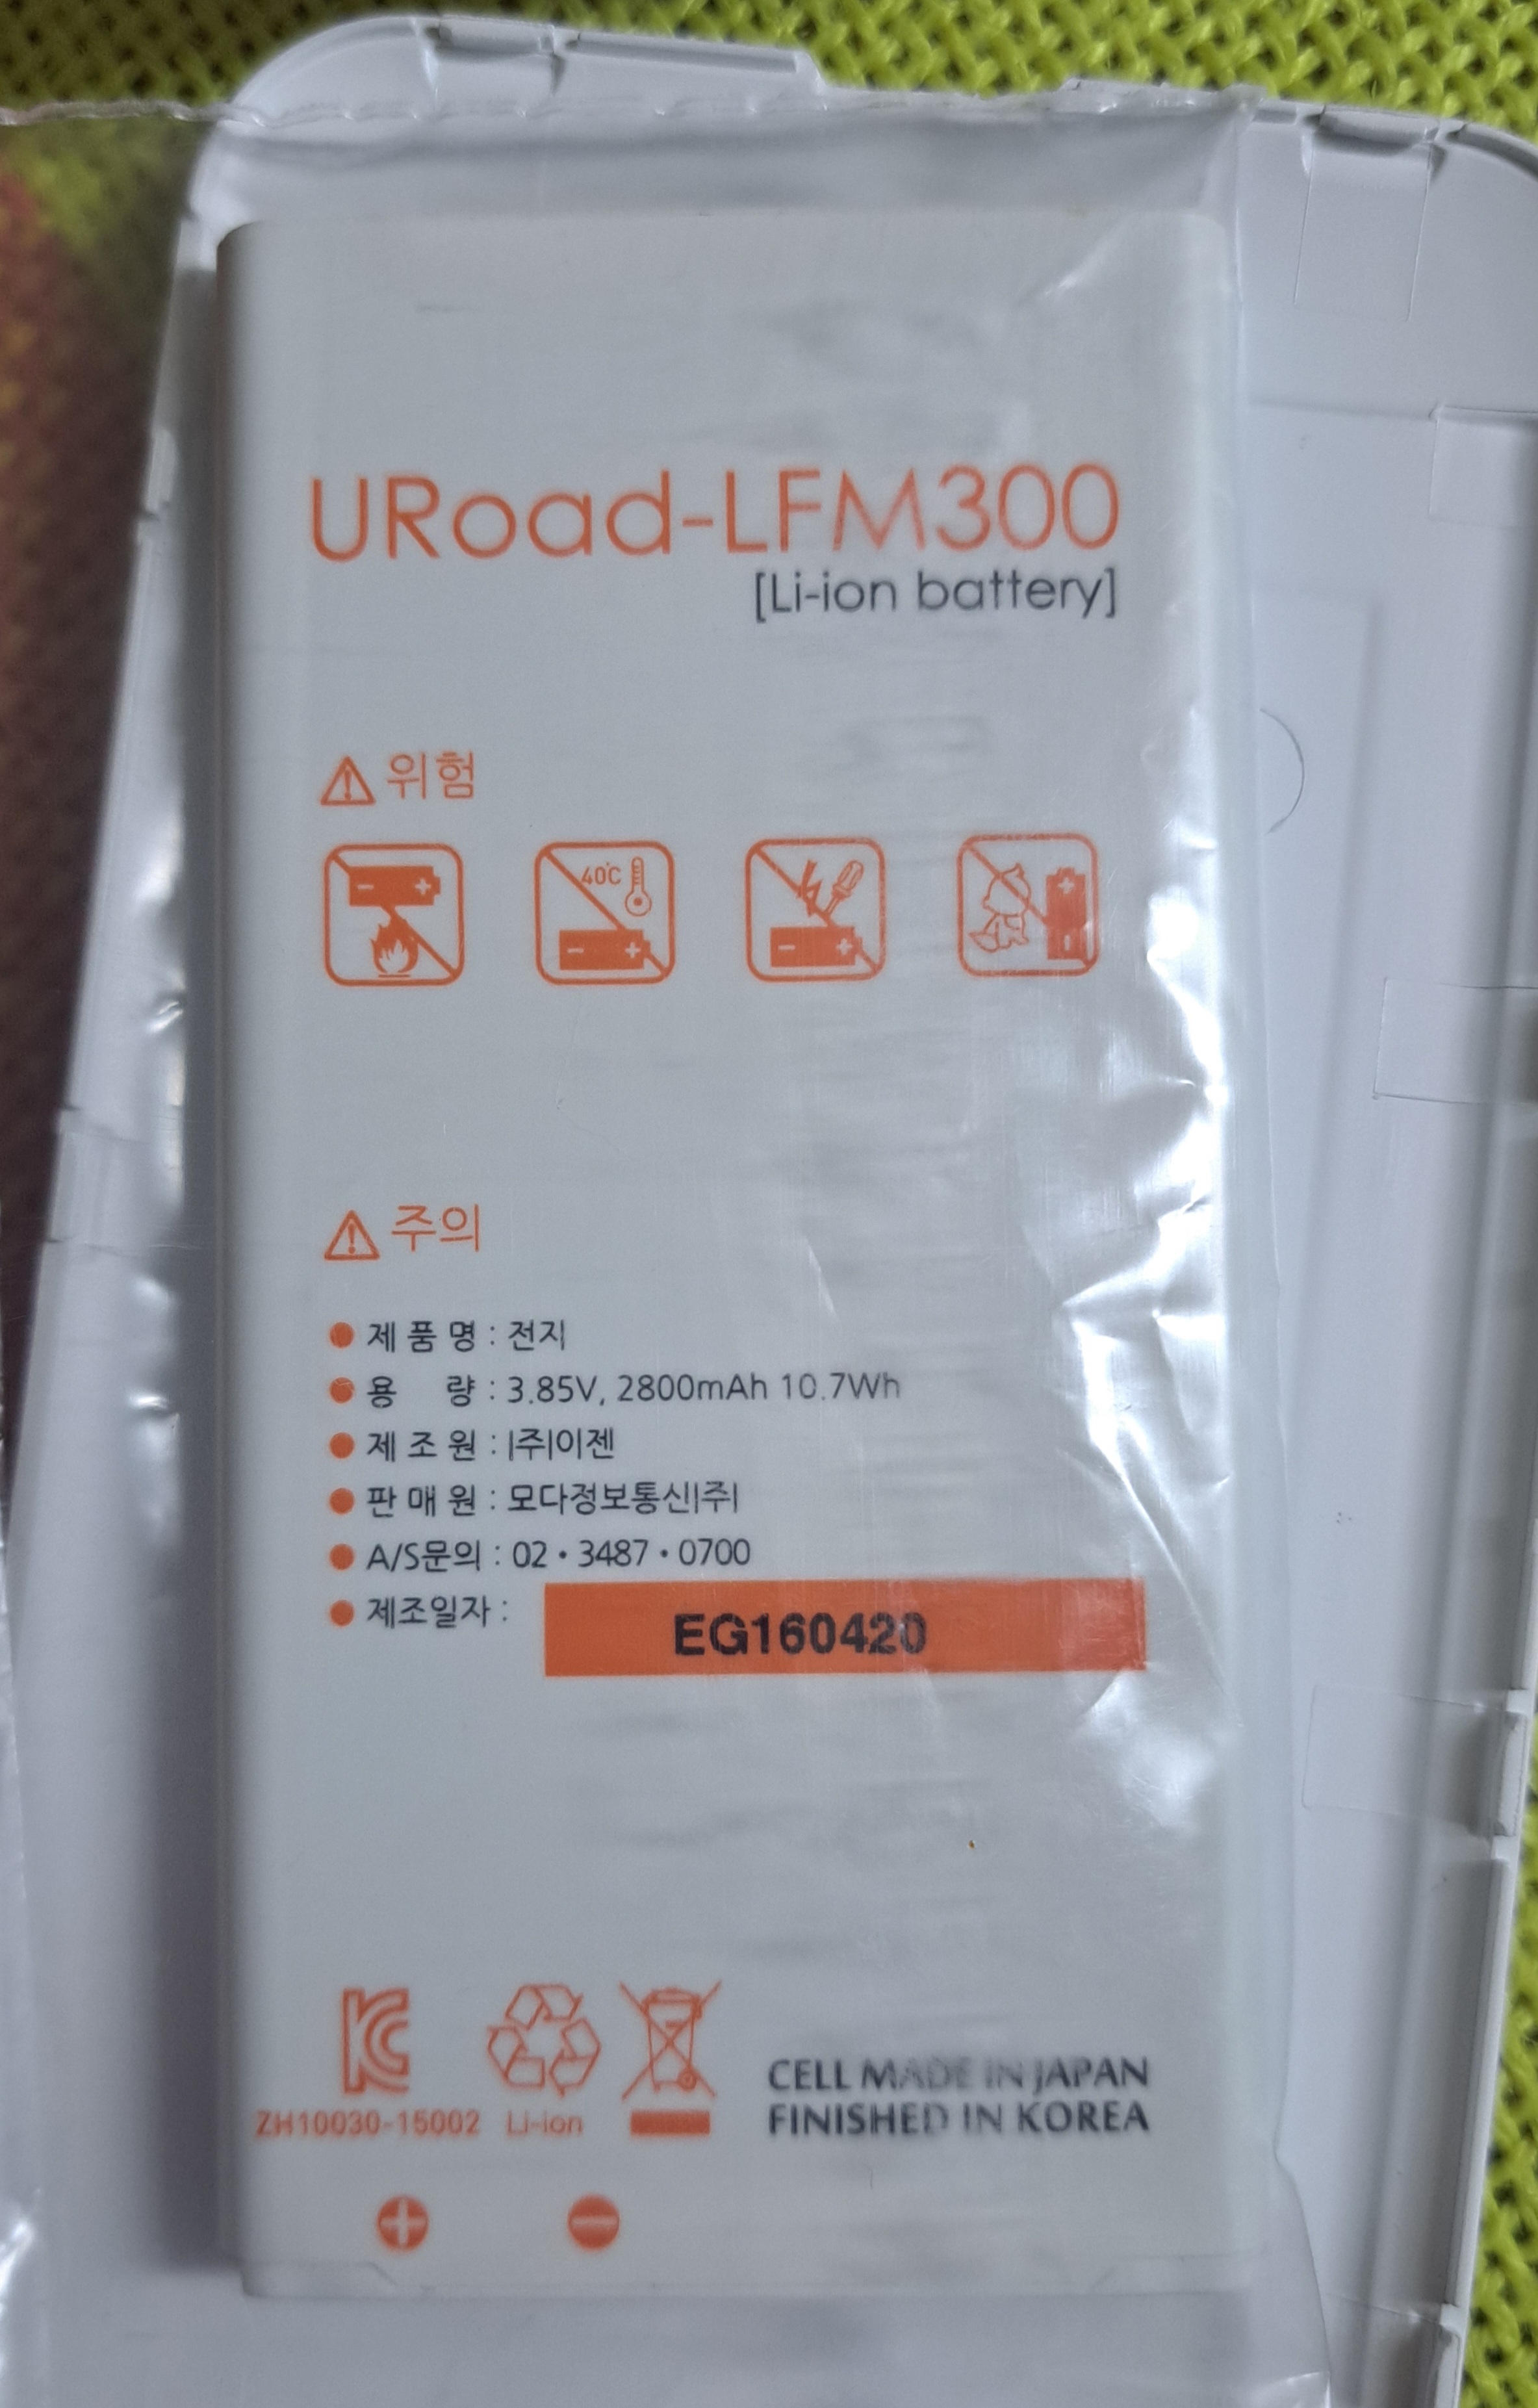 URoad-LFM300
[Li-ion battery]
위험
40°C
주의
제 품 명 : 전지
용 량 : 3.85V, 2800mAh 10.7Wh
제 조 원 : |주|이젠
판 매 원 : 모다정보통신|주|
A/S문의 : 02 • 3487 • 0700
제조일자 :
EG160420
ZH10030-15002
Li-ion
CELL MADE IN JAPAN
FINISHED IN KOREA